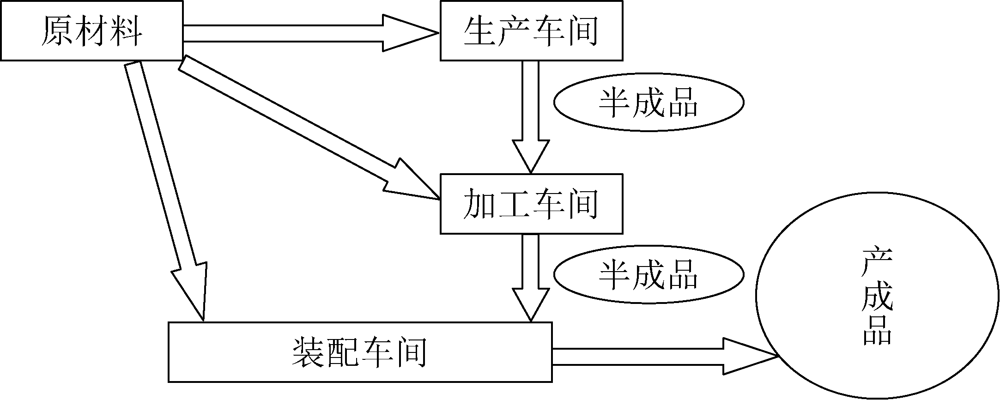 原材料
生产车间
半成品
加工车间
半成品
装配车间
产成品